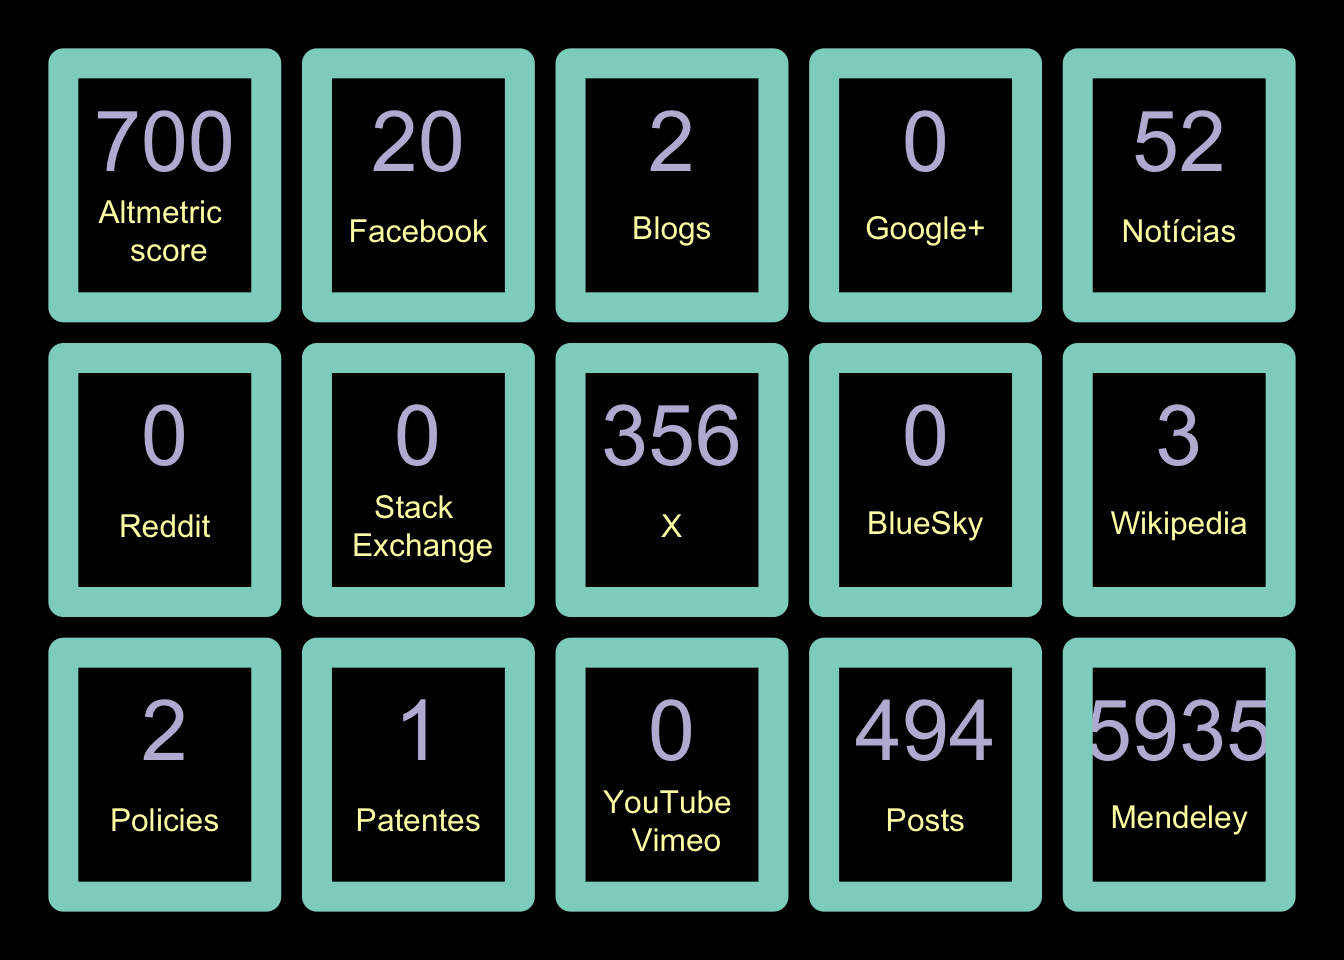 700
Altmetric
score
20
Facebook
2
Blogs
0
Google+
52
Notícias
0
Reddit
0
Stack
Exchange
356
X
0
BlueSky
3
Wikipedia
2
Policies
1
Patentes
0
YouTube
Vimeo
494
Posts
5935
Mendeley